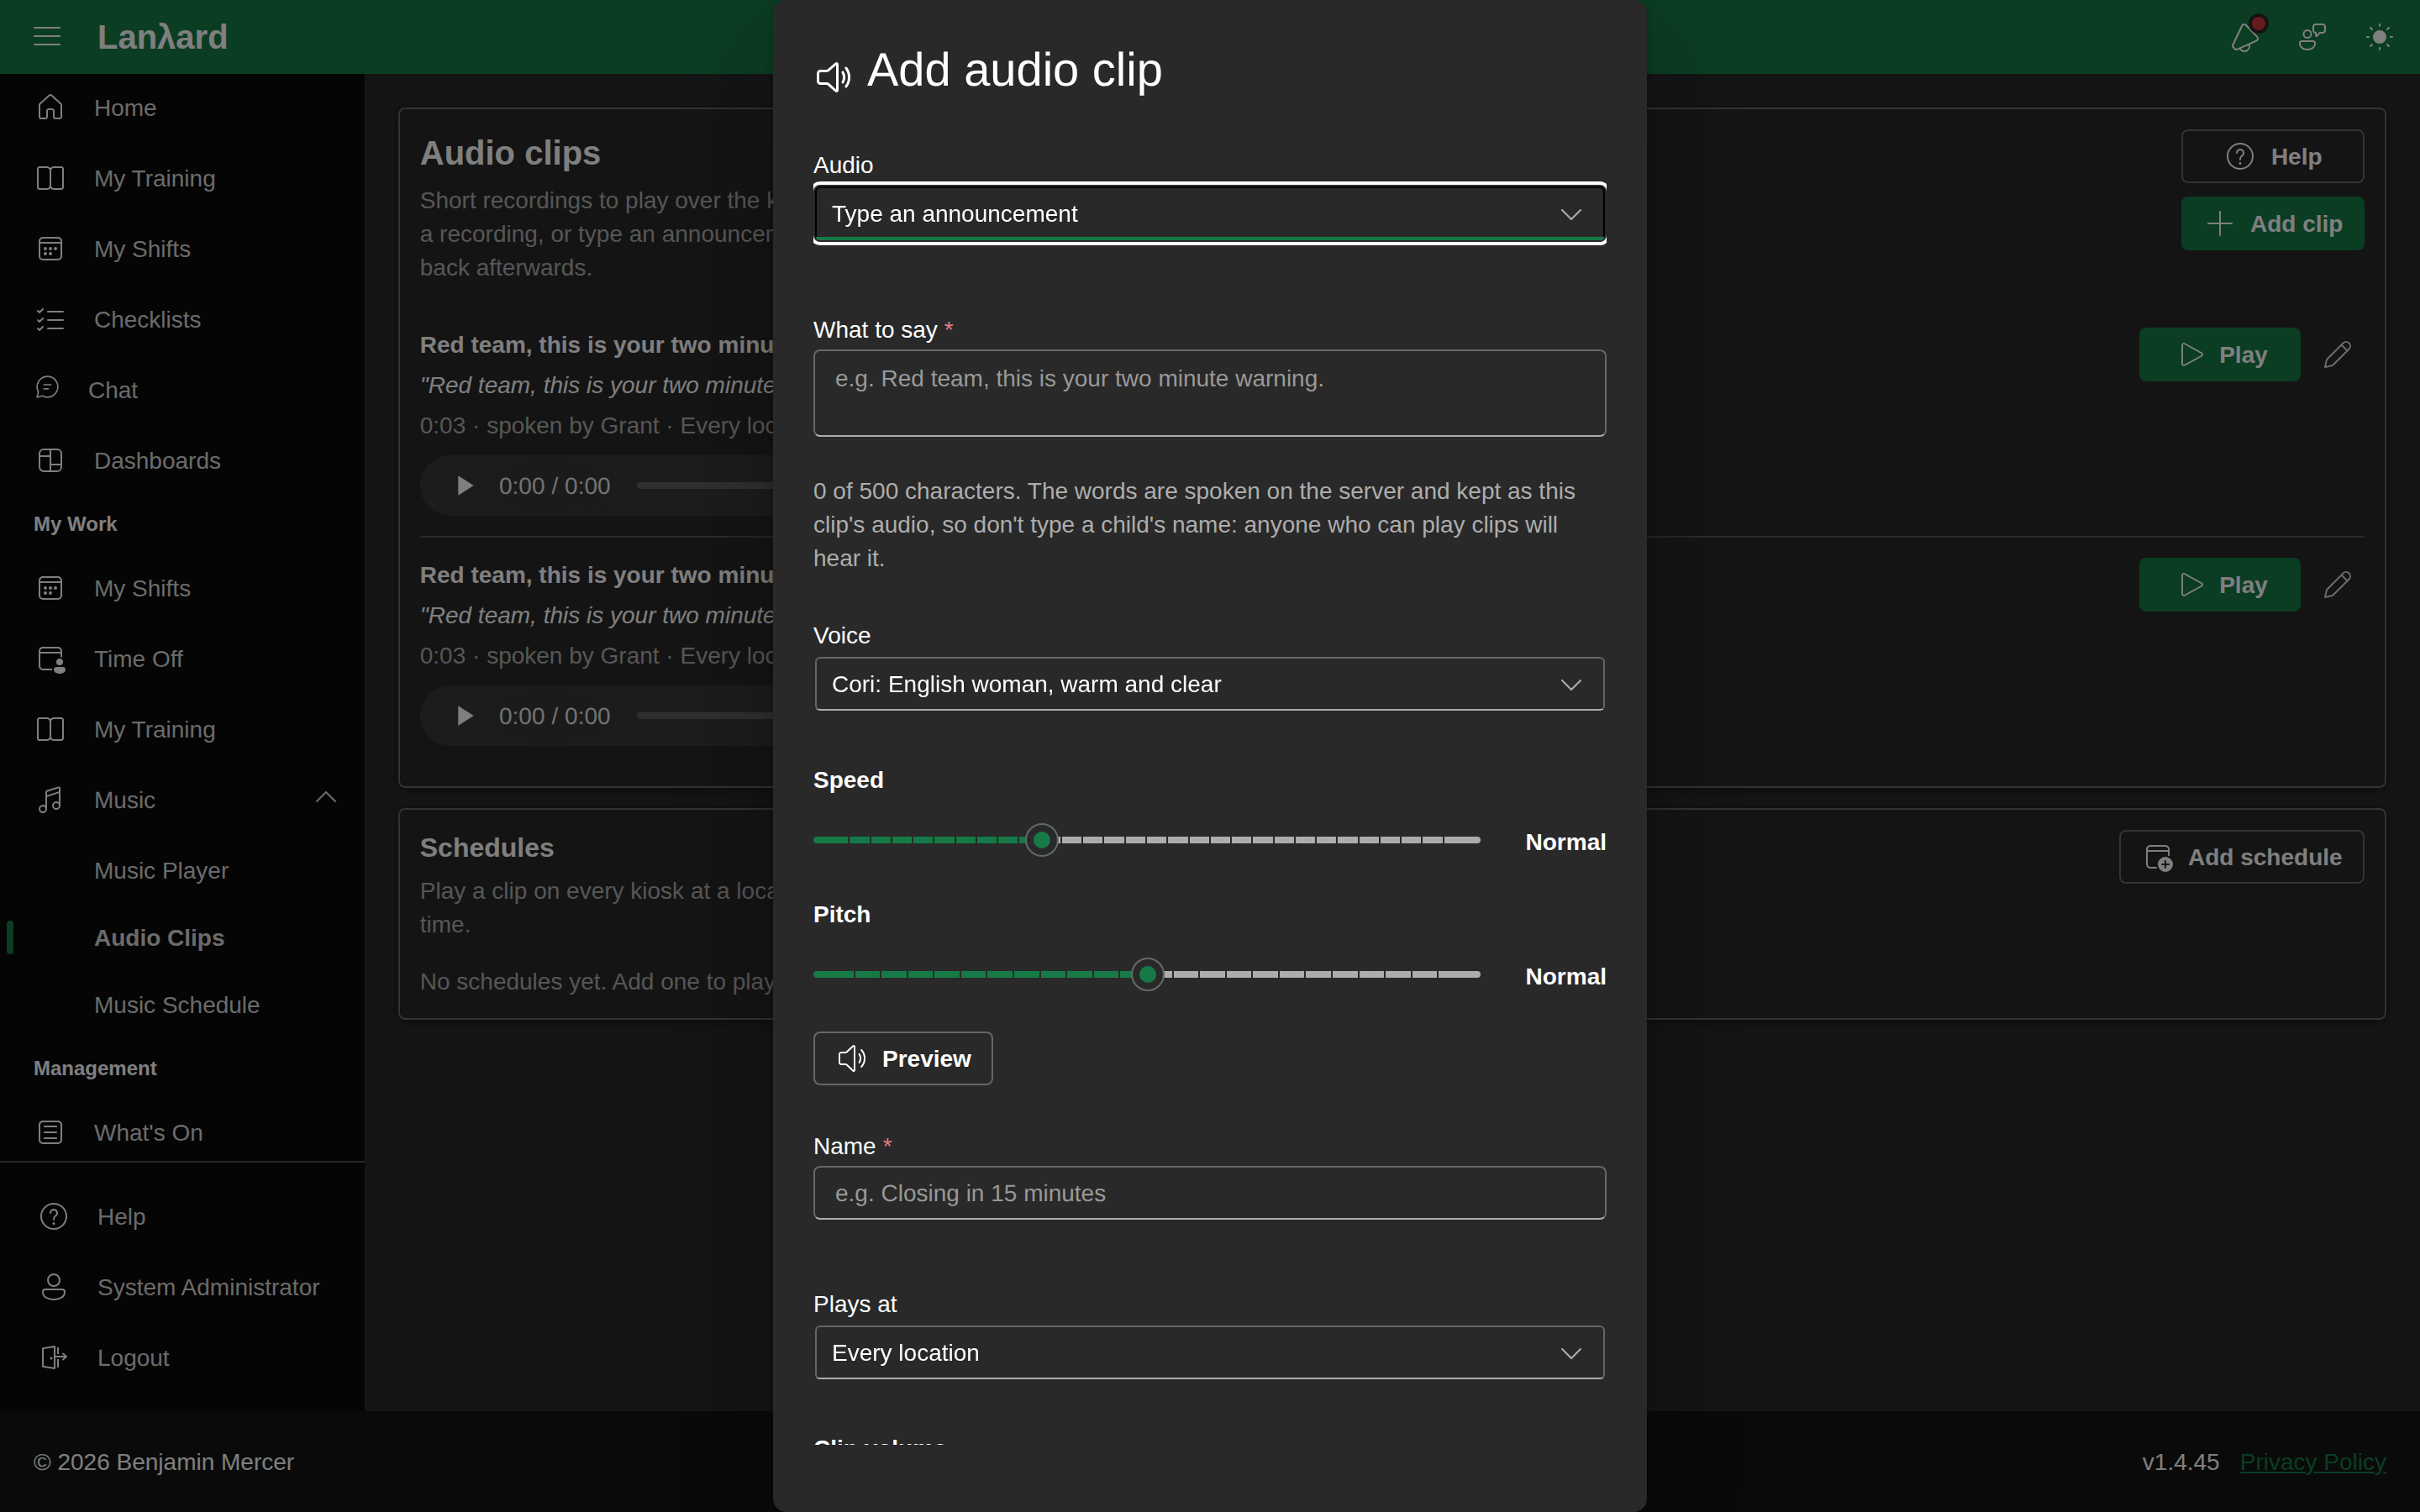 Lanλard
Home
My Training
My Shifts
Checklists
Chat
Dashboards
My Work
My Shifts
Time Off
My Training
Music
Music Player
Audio Clips
Music Schedule
Management
What's On
Help
System Administrator
Logout
Audio clips
Short recordings to play over the
a recording, or type an
back afterwards.
Help
Add clip
Red team, this is your two
"Red team, this is your two minute
0:03 · spoken by Grant · Every
0:00 / 0:00
Play
Red team, this is your two
"Red team, this is your two minute
0:03 · spoken by Grant · Every
0:00 / 0:00
Play
Schedules
Play a clip on every kiosk at a
time.
No schedules yet. Add one to play
Add schedule
Add audio clip
Audio
Type an announcement
What to say *
e.g. Red team, this is your two minute warning.
0 of 500 characters. The words are spoken on the server and kept as this
clip's audio, so don't type a child's name: anyone who can play clips will
hear it.
Voice
Cori: English woman, warm and clear
Speed
Normal
Pitch
Normal
Preview
Name *
e.g. Closing in 15 minutes
Plays at
Every location
Clip volume
© 2026 Benjamin Mercer
v1.4.45 Privacy Policy